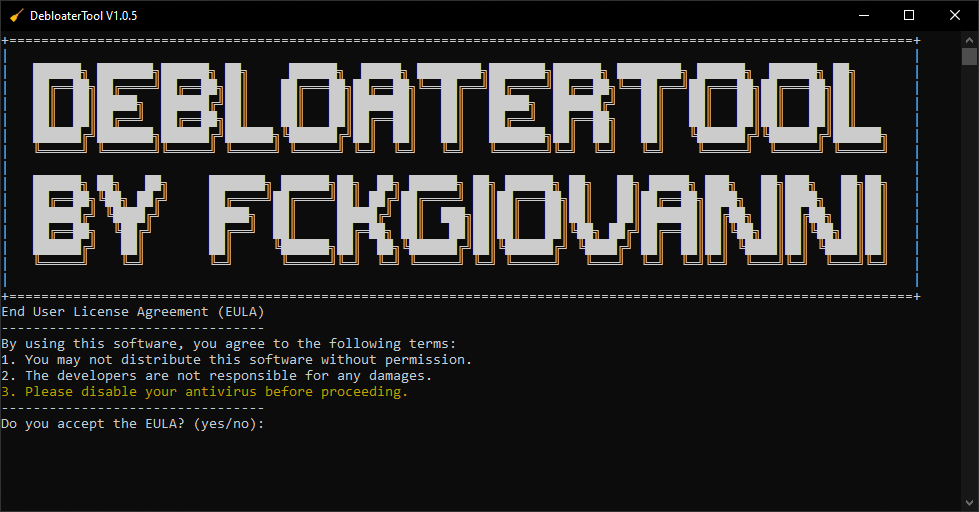 DebloaterTool V1.0.5
DEBLOATERTOOL
BY FCKGIOVANNI
End User License Agreement (EULA)
---------------------------------
By using this software, you agree to the following terms:
1. You may not distribute this software without permission.
2. The developers are not responsible for any damages.
3. Please disable your antivirus before proceeding.
---------------------------------
Do you accept the EULA? (yes/no):